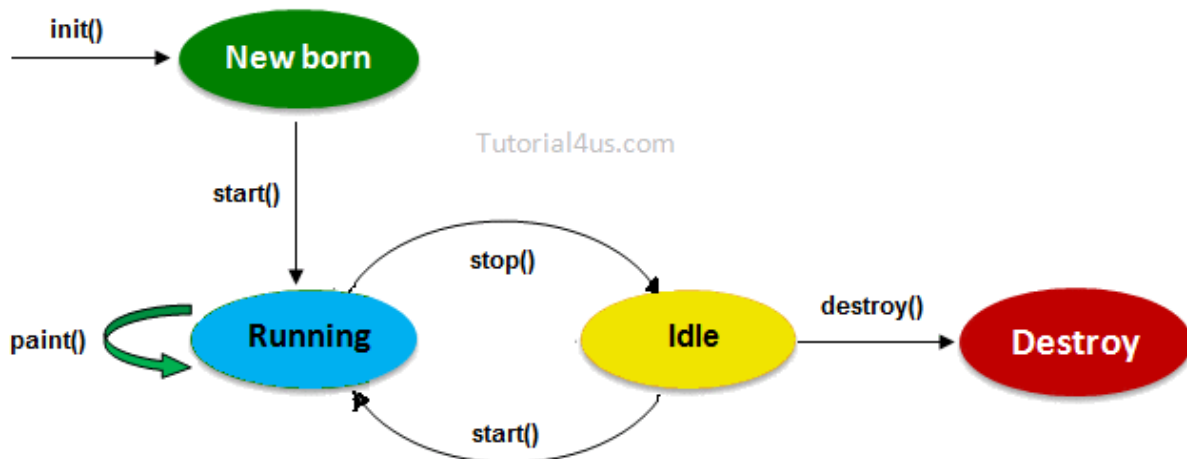 init()
New born
Tutorial4us.com
start()
stop()
destroy()
paint()
Running
Idle
Destroy
start()